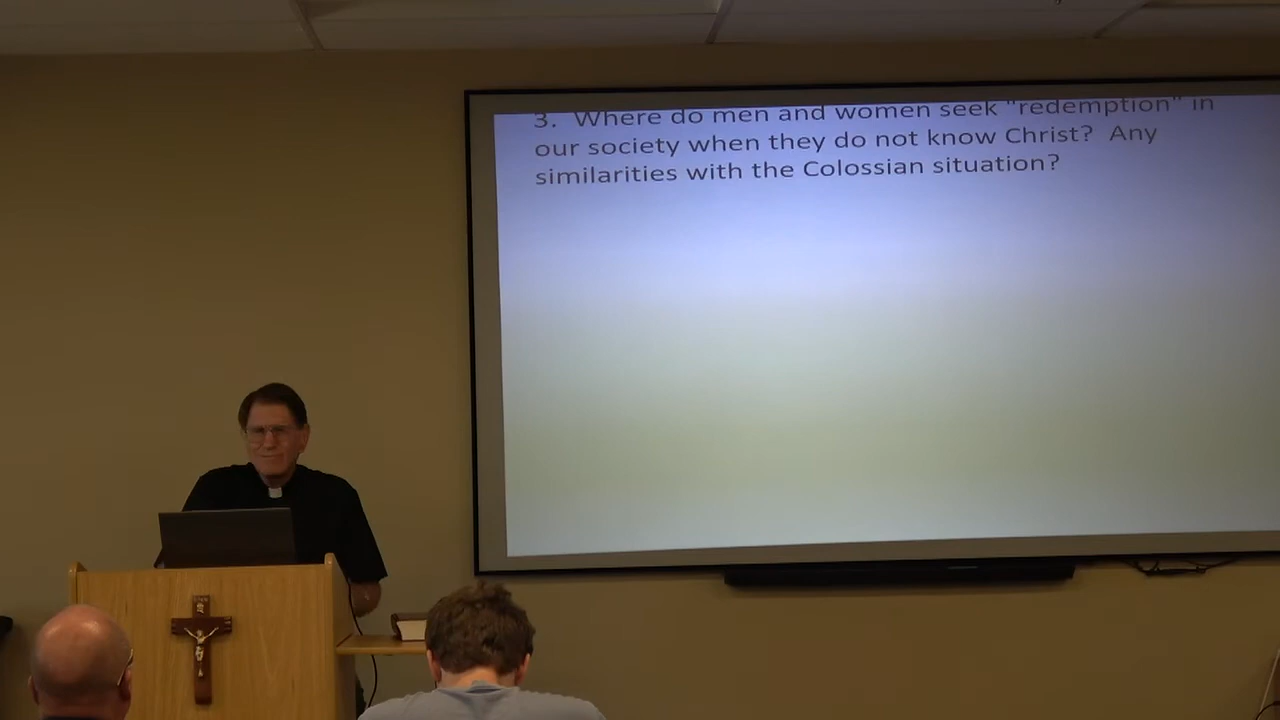 3. Where do men and women seek "redemption" in
our society when they do not know Christ? Any
similarities with the Colossian situation?